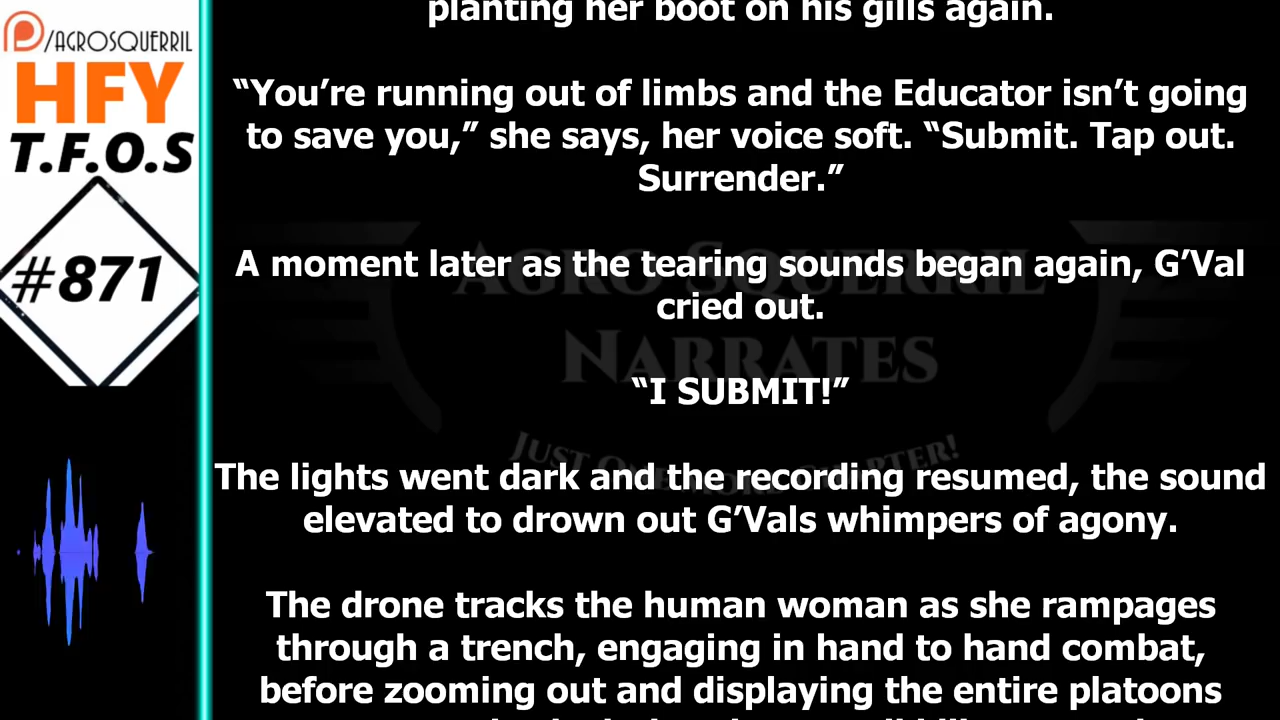 /AGROSQUERRIL
HFY
T.F.O.S
#871
planting her boot on his gills again.
“You’re running out of limbs and the Educator isn’t going
to save you,” she says, her voice soft. “Submit. Tap out.
Surrender.”
A moment later as the tearing sounds began again, G’Val
cried out.
“I SUBMIT!”
The lights went dark and the recording resumed, the sound
elevated to drown out G’Vals whimpers of agony.
The drone tracks the human woman as she rampages
through a trench, engaging in hand to hand combat,
before zooming out and displaying the entire platoons
Agro Squerril
Narrates
Just One More Chapter!